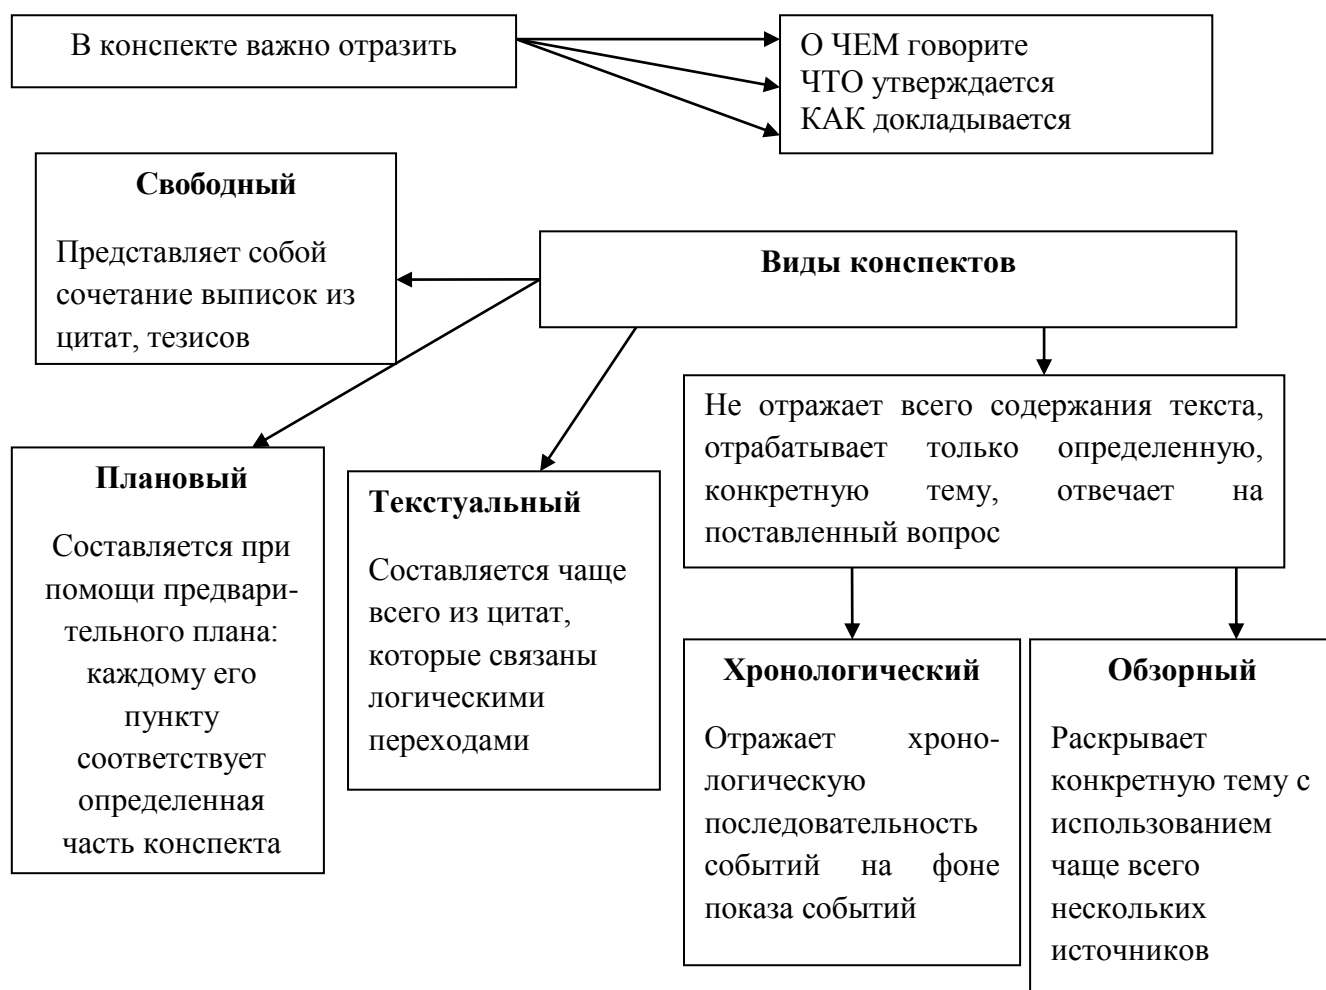 В конспекте важно отразить
О ЧЕМ говорите
ЧТО утверждается
КАК докладывается
Свободный
Представляет собой
сочетание выписок из
цитат, тезисов
Виды конспектов
Не отражает всего содержания текста,
отрабатывает только определенную,
конкретную тему, отвечает на
поставленный вопрос
Плановый
Составляется при
помощи предвари-
тельного плана:
каждому его
пункту
соответствует
определенная
часть конспекта
Текстуальный
Составляется чаще
всего из цитат,
которые связаны
логическими
переходами
Хронологический
Отражает хроно-
логическую
последовательность
событий на фоне
показа событий
Обзорный
Раскрывает
конкретную тему с
использованием
чаще всего
нескольких
источников